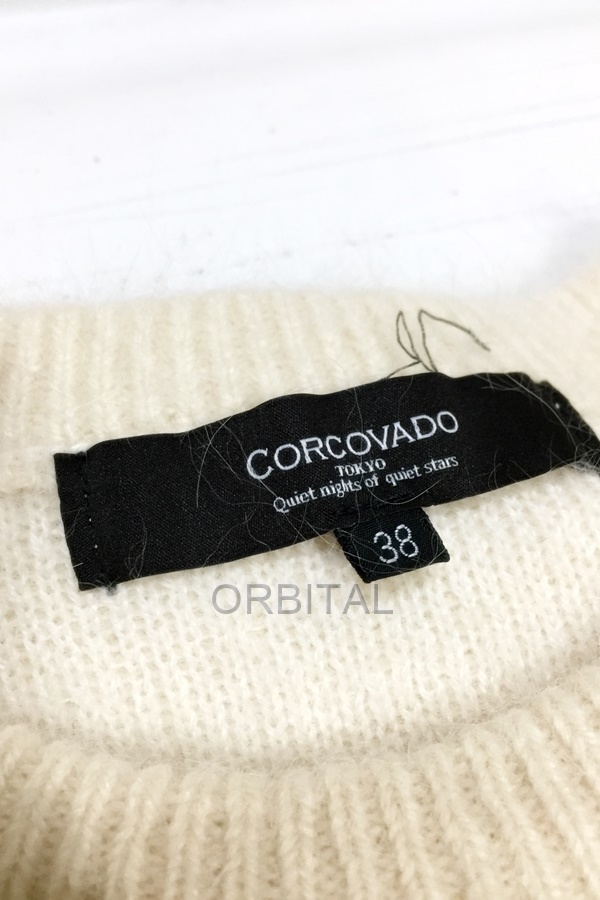 CORCOVADO
TOKYO
Quiet nights of quiet stars
38
ORBITAL